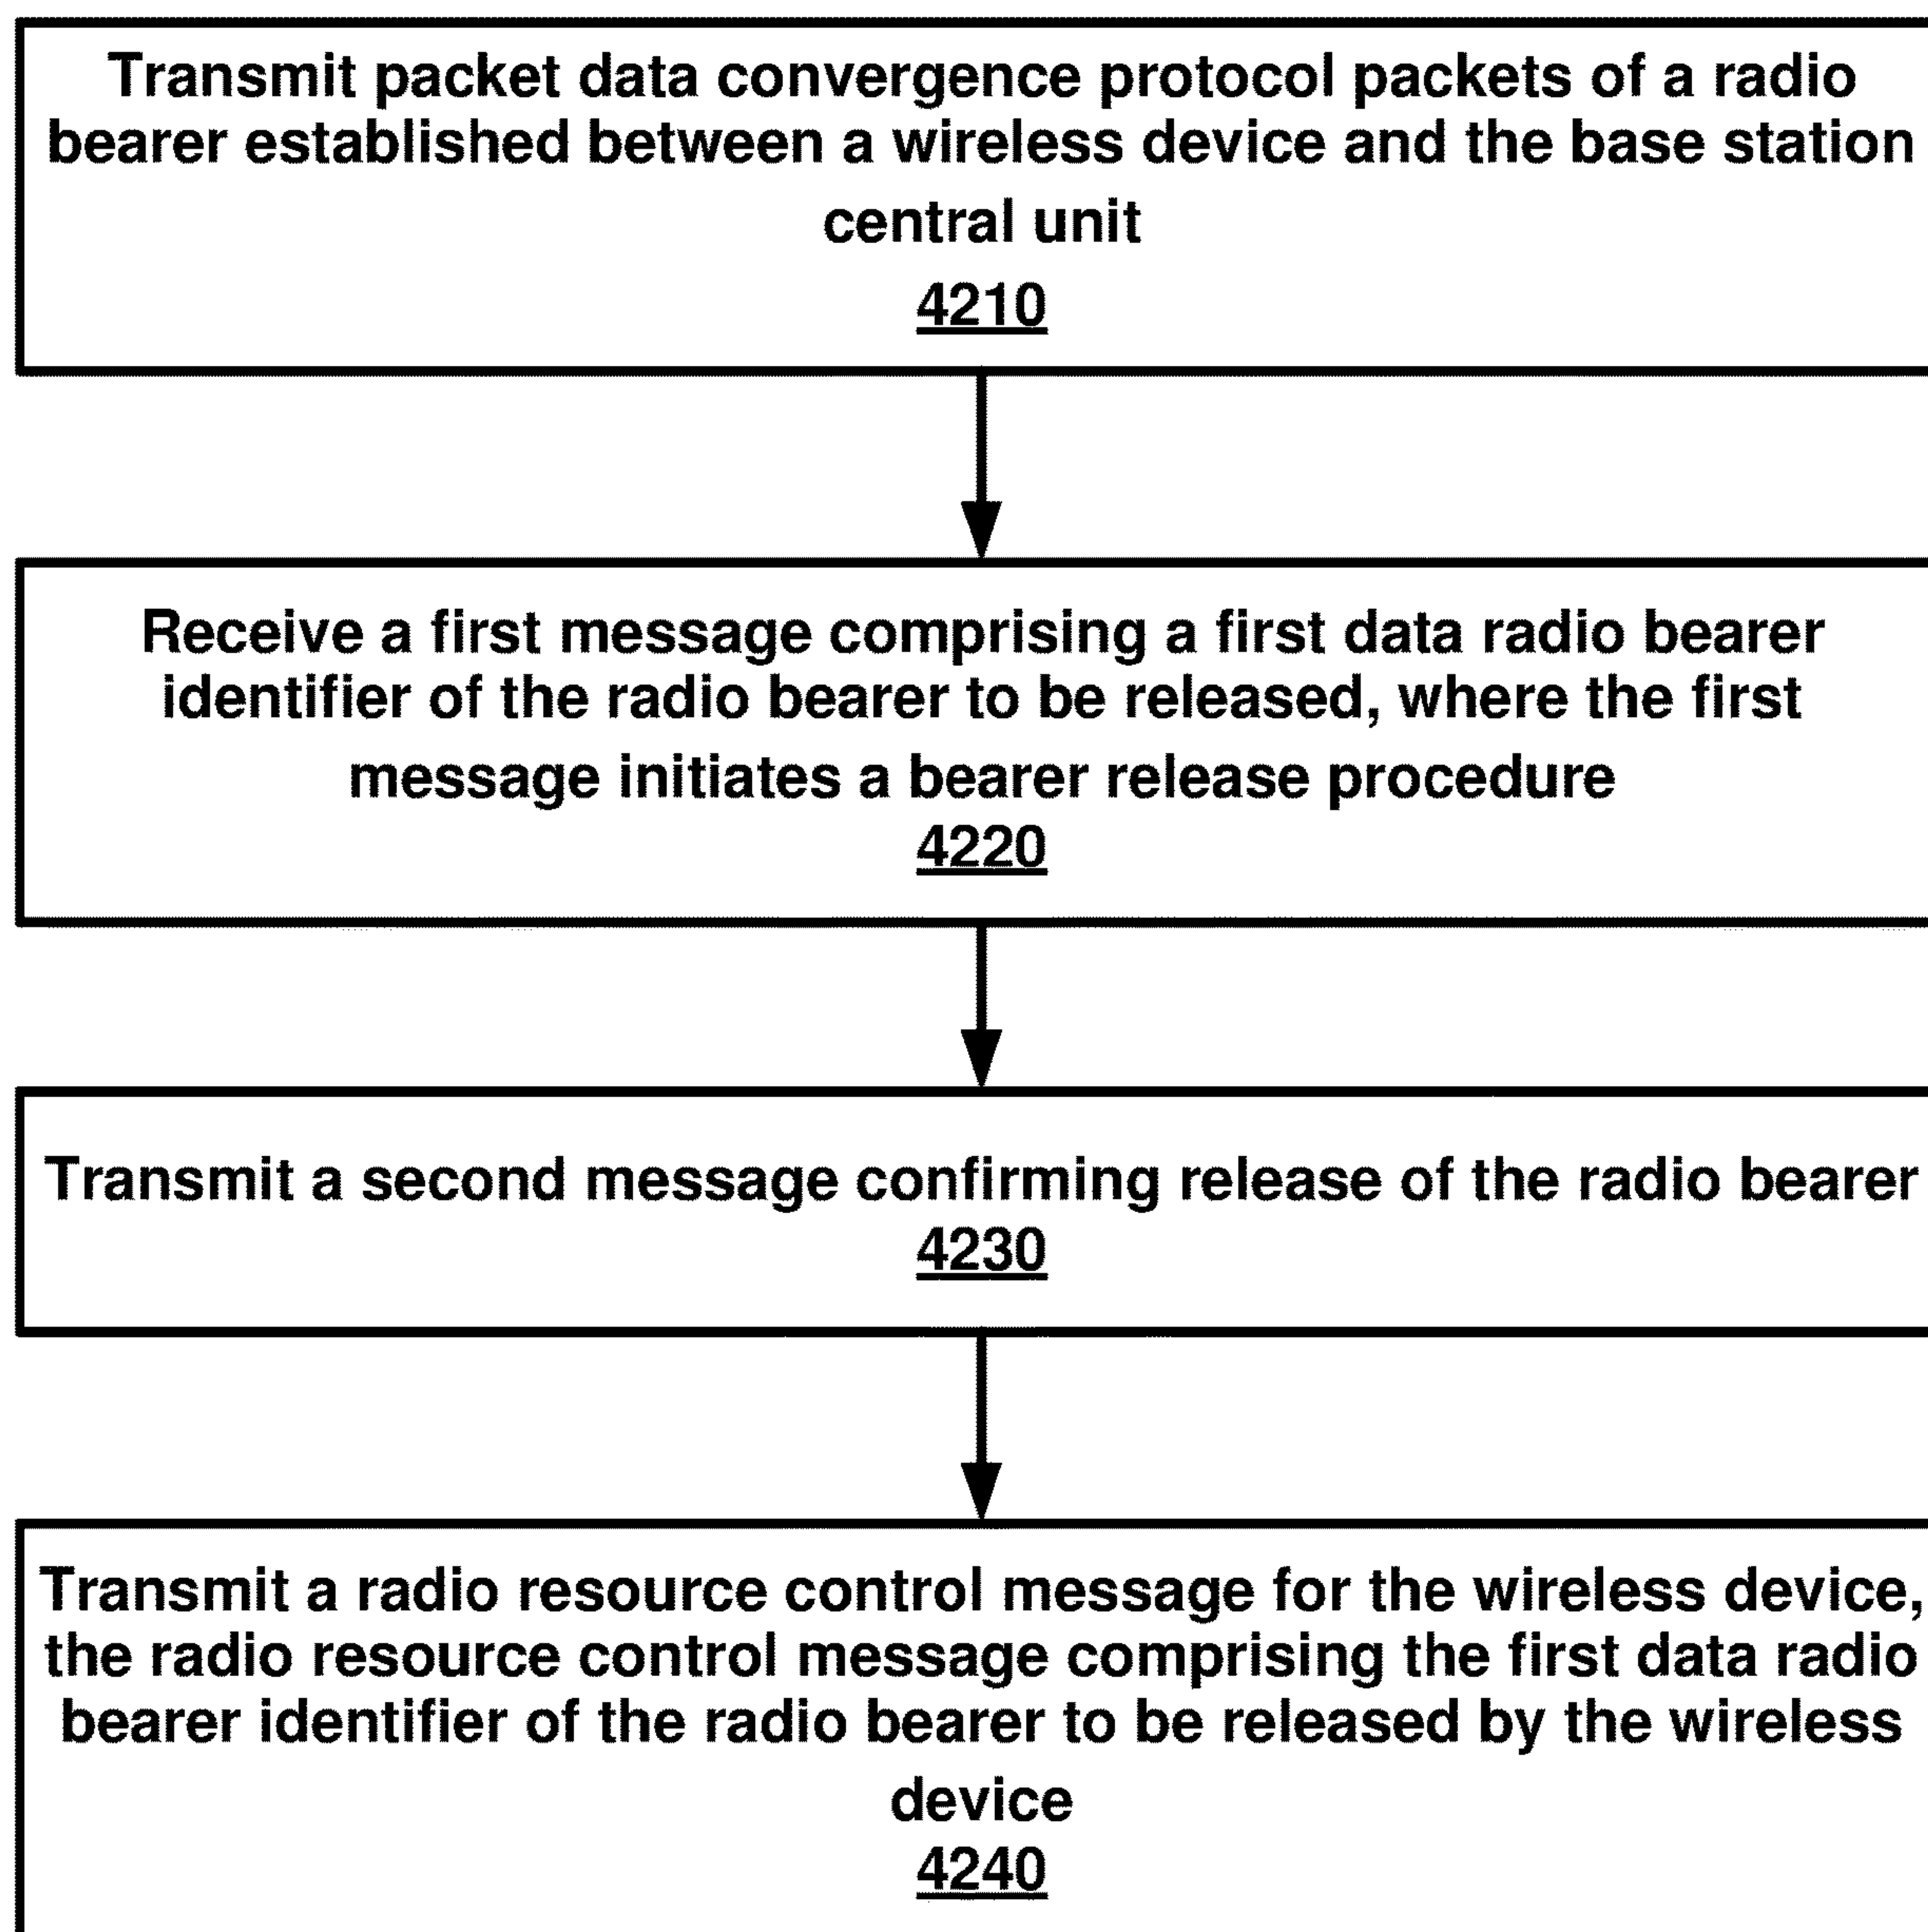 Transmit packet data convergence protocol packets of a radio
bearer established between a wireless device and the base station
central unit
4210
Receive a first message comprising a first data radio bearer
identifier of the radio bearer to be released, where the first
message initiates a bearer release procedure
4220
Transmit a second message confirming release of the radio bearer
4230
Transmit a radio resource control message for the wireless device,
the radio resource control message comprising the first data radio
bearer identifier of the radio bearer to be released by the wireless
device
4240